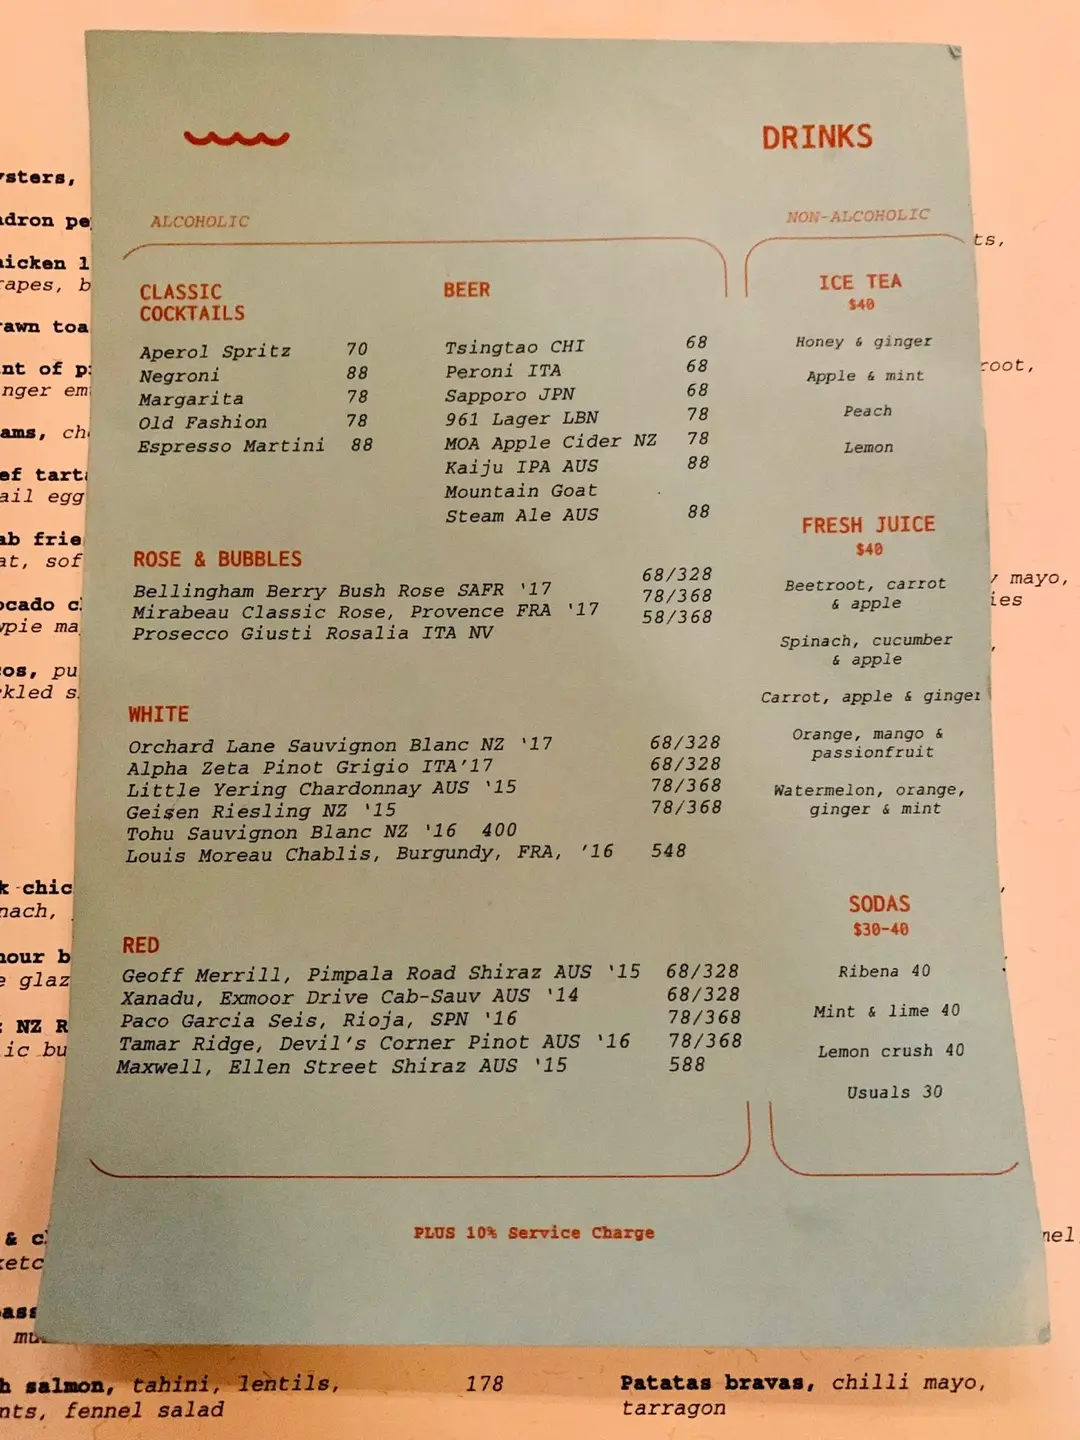 DRINKS
ALCOHOLIC
CLASSIC
COCKTAILS
Aperol Spritz 70
Negroni 88
Margarita 78
Old Fashion 78
Espresso Martini 88
BEER
Tsingtao CHI 68
Peroni ITA 68
Sapporo JPN 68
961 Lager LBN 78
MOA Apple Cider NZ 78
Kaiju IPA AUS 88
Mountain Goat
Steam Ale AUS 88
ROSE & BUBBLES
Bellingham Berry Bush Rose SAFR '17 68/328
Mirabeau Classic Rose, Provence FRA '17 78/368
Prosecco Giusti Rosalia ITA NV 58/368
WHITE
Orchard Lane Sauvignon Blanc NZ '17 68/328
Alpha Zeta Pinot Grigio ITA'17 68/328
Little Yering Chardonnay AUS '15 78/368
Geisen Riesling NZ '15 78/368
Tohu Sauvignon Blanc NZ '16 400
Louis Moreau Chablis, Burgundy, FRA, '16 548
RED
Geoff Merrill, Pimpala Road Shiraz AUS '15 68/328
Xanadu, Exmoor Drive Cab-Sauv AUS '14 68/328
Paco Garcia Seis, Rioja, SPN '16 78/368
Tamar Ridge, Devil's Corner Pinot AUS '16 78/368
Maxwell, Ellen Street Shiraz AUS '15 588
NON-ALCOHOLIC
ICE TEA
$40
Honey & ginger
Apple & mint
Peach
Lemon
FRESH JUICE
$40
Beetroot, carrot
& apple
Spinach, cucumber
& apple
Carrot, apple & ginger
Orange, mango &
passionfruit
Watermelon, orange,
ginger & mint
SODAS
$30-40
Ribena 40
Mint & lime 40
Lemon crush 40
Usuals 30
PLUS 10% Service Charge
salmon, tahini, lentils, 178
fennel salad
Patatas bravas, chilli mayo,
tarragon